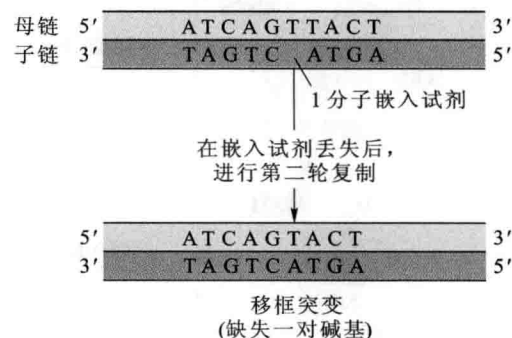 母链 5′ ATCAGTTACT 3′
子链 3′ TAGTC ATGA 5′
1分子嵌入试剂
在嵌入试剂丢失后，
进行第二轮复制
5′ ATCAGTACT 3′
3′ TAGTCATGA 5′
移框突变
(缺失一对碱基)